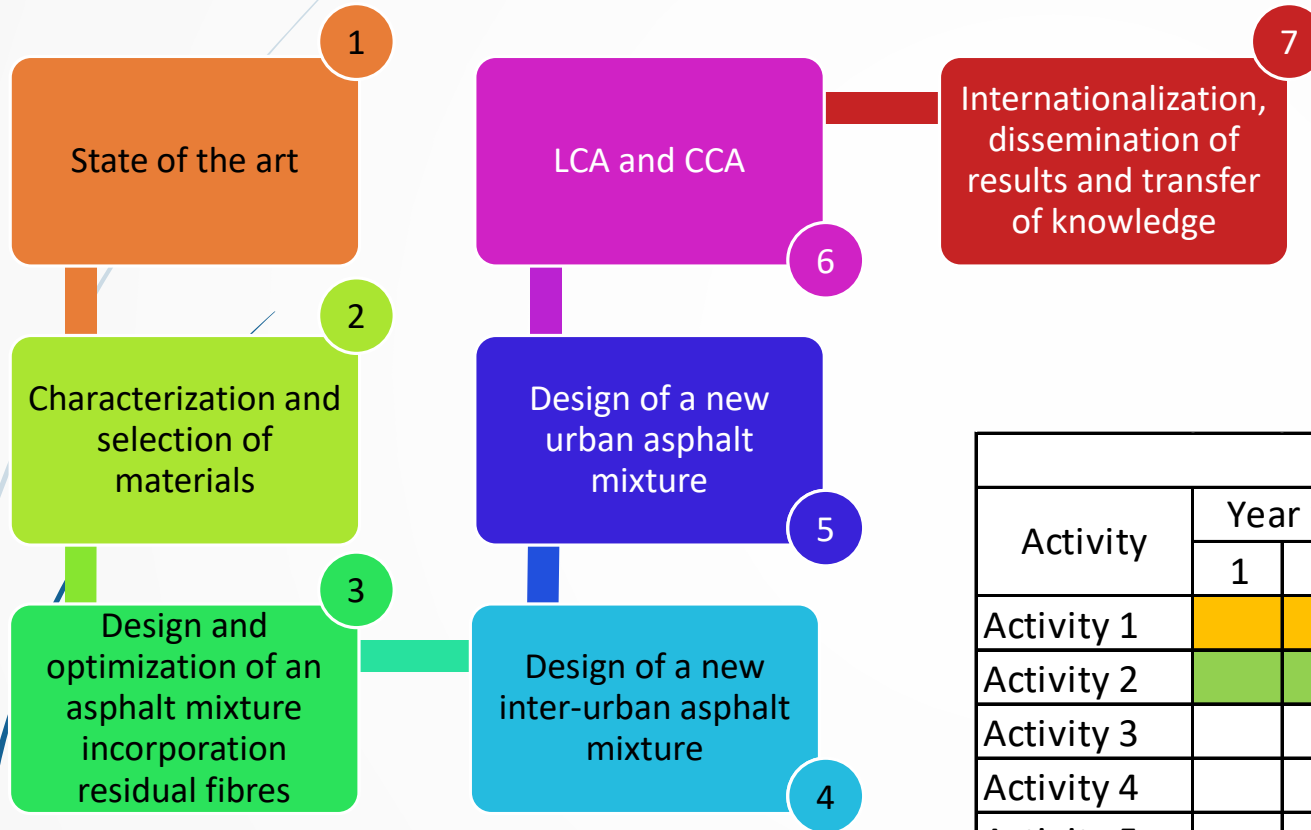 1
State of the art
2
Characterization and
selection of
materials
3
Design and
optimization of an
asphalt mixture
incorporation
residual fibres
Design of a new
inter-urban asphalt
mixture
4
Design of a new
urban asphalt
mixture
5
LCA and CCA
6
7
Internationalization,
dissemination of
results and transfer
of knowledge
Activity
Year
1
Activity 1
Activity 2
Activity 3
Activity 4